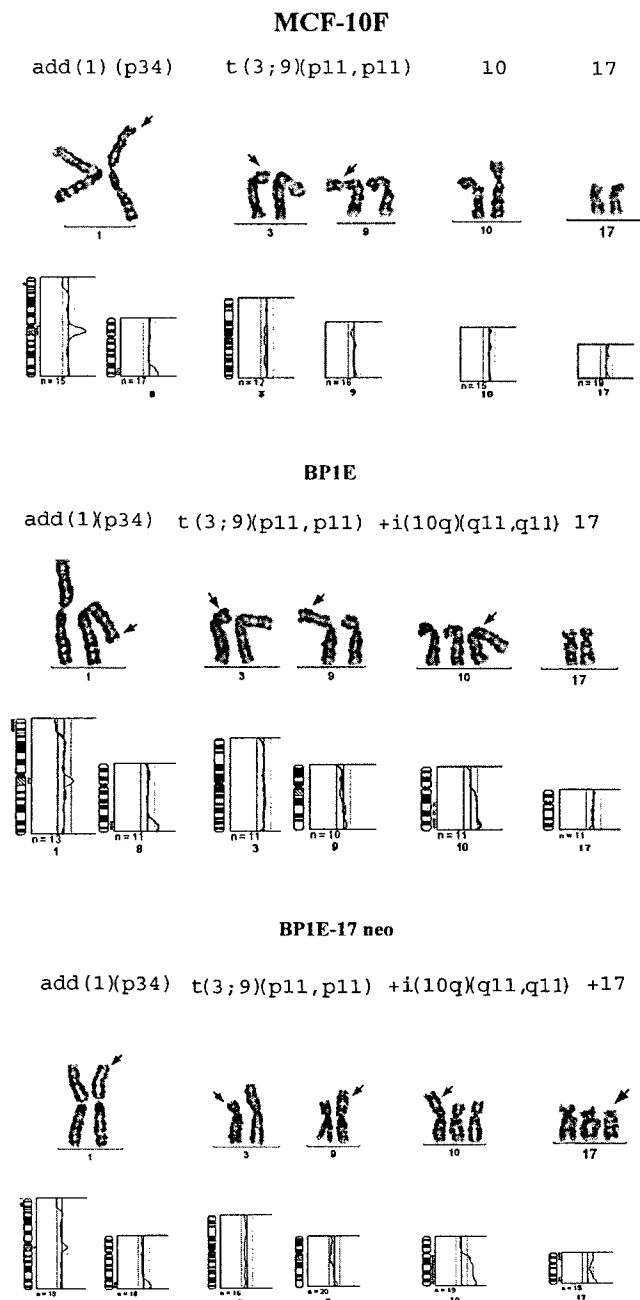 MCF-10F
add(1)(p34) t(3;9)(p11,p11) 10 17
1 3 9 10 17
n=15 n=17 n=12 n=16 n=15 n=19
8 3 9 10 17
BP1E
add(1)(p34) t(3;9)(p11,p11) +i(10q)(q11,q11) 17
1 3 9 10 17
n=13 n=11 n=11 n=10 n=11 n=11
1 8 3 9 10 17
BP1E-17 neo
add(1)(p34) t(3;9)(p11,p11) +i(10q)(q11,q11) +17
1 3 9 10 17
n=18 n=16 n=20 n=19
17